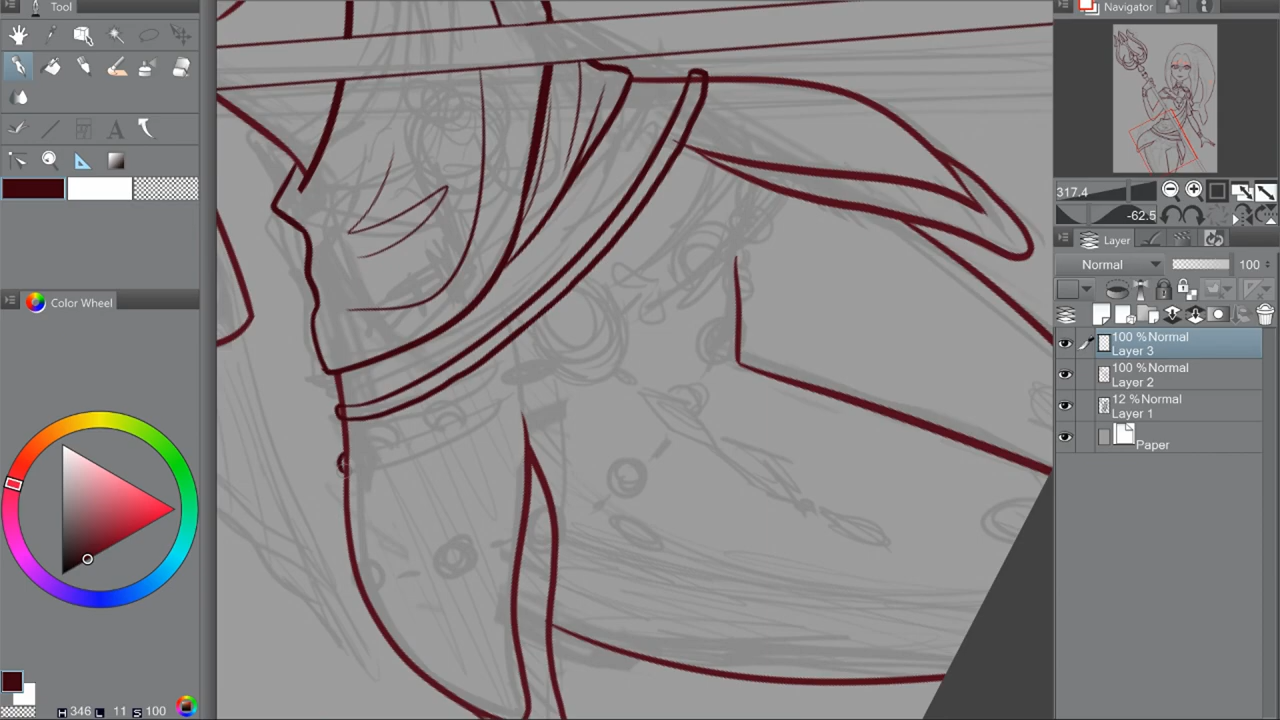 Tool
Navigator
317.4
-62.5
Layer
Normal
100
100 %Normal
Layer 3
100 %Normal
Layer 2
12 %Normal
Layer 1
Paper
Color Wheel
H 346 L 11 S 100